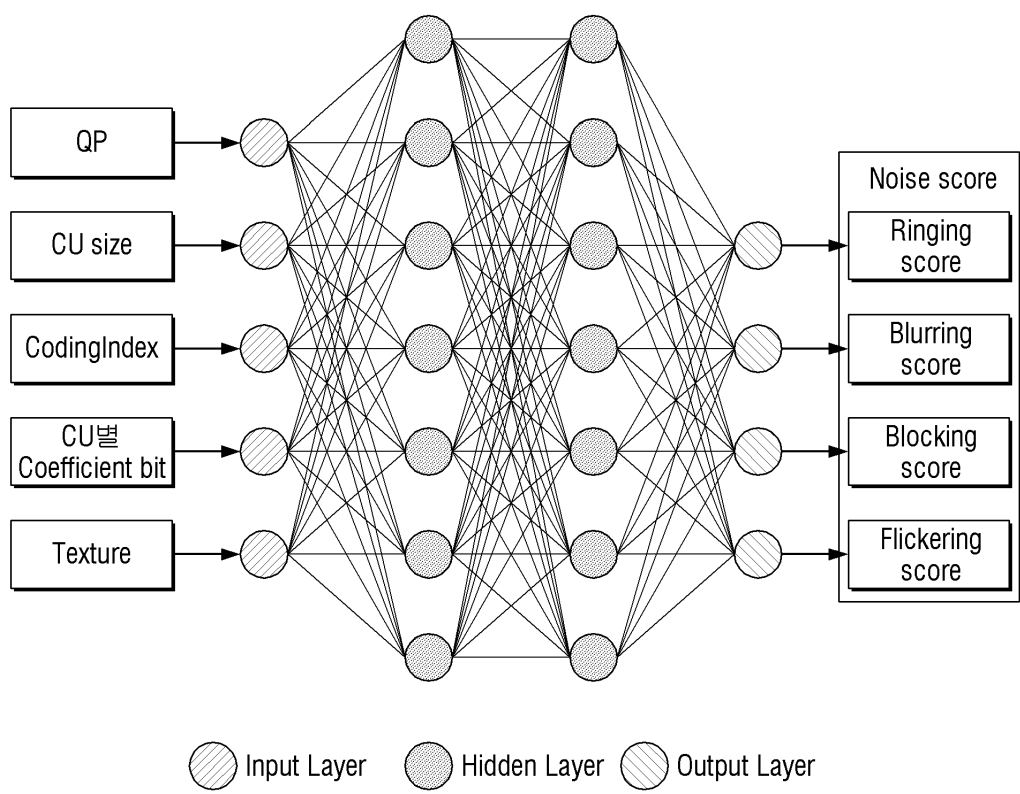 QP
CU size
CodingIndex
CU별
Coefficient bit
Texture
Noise score
Ringing
score
Blurring
score
Blocking
score
Flickering
score
Input Layer
Hidden Layer
Output Layer